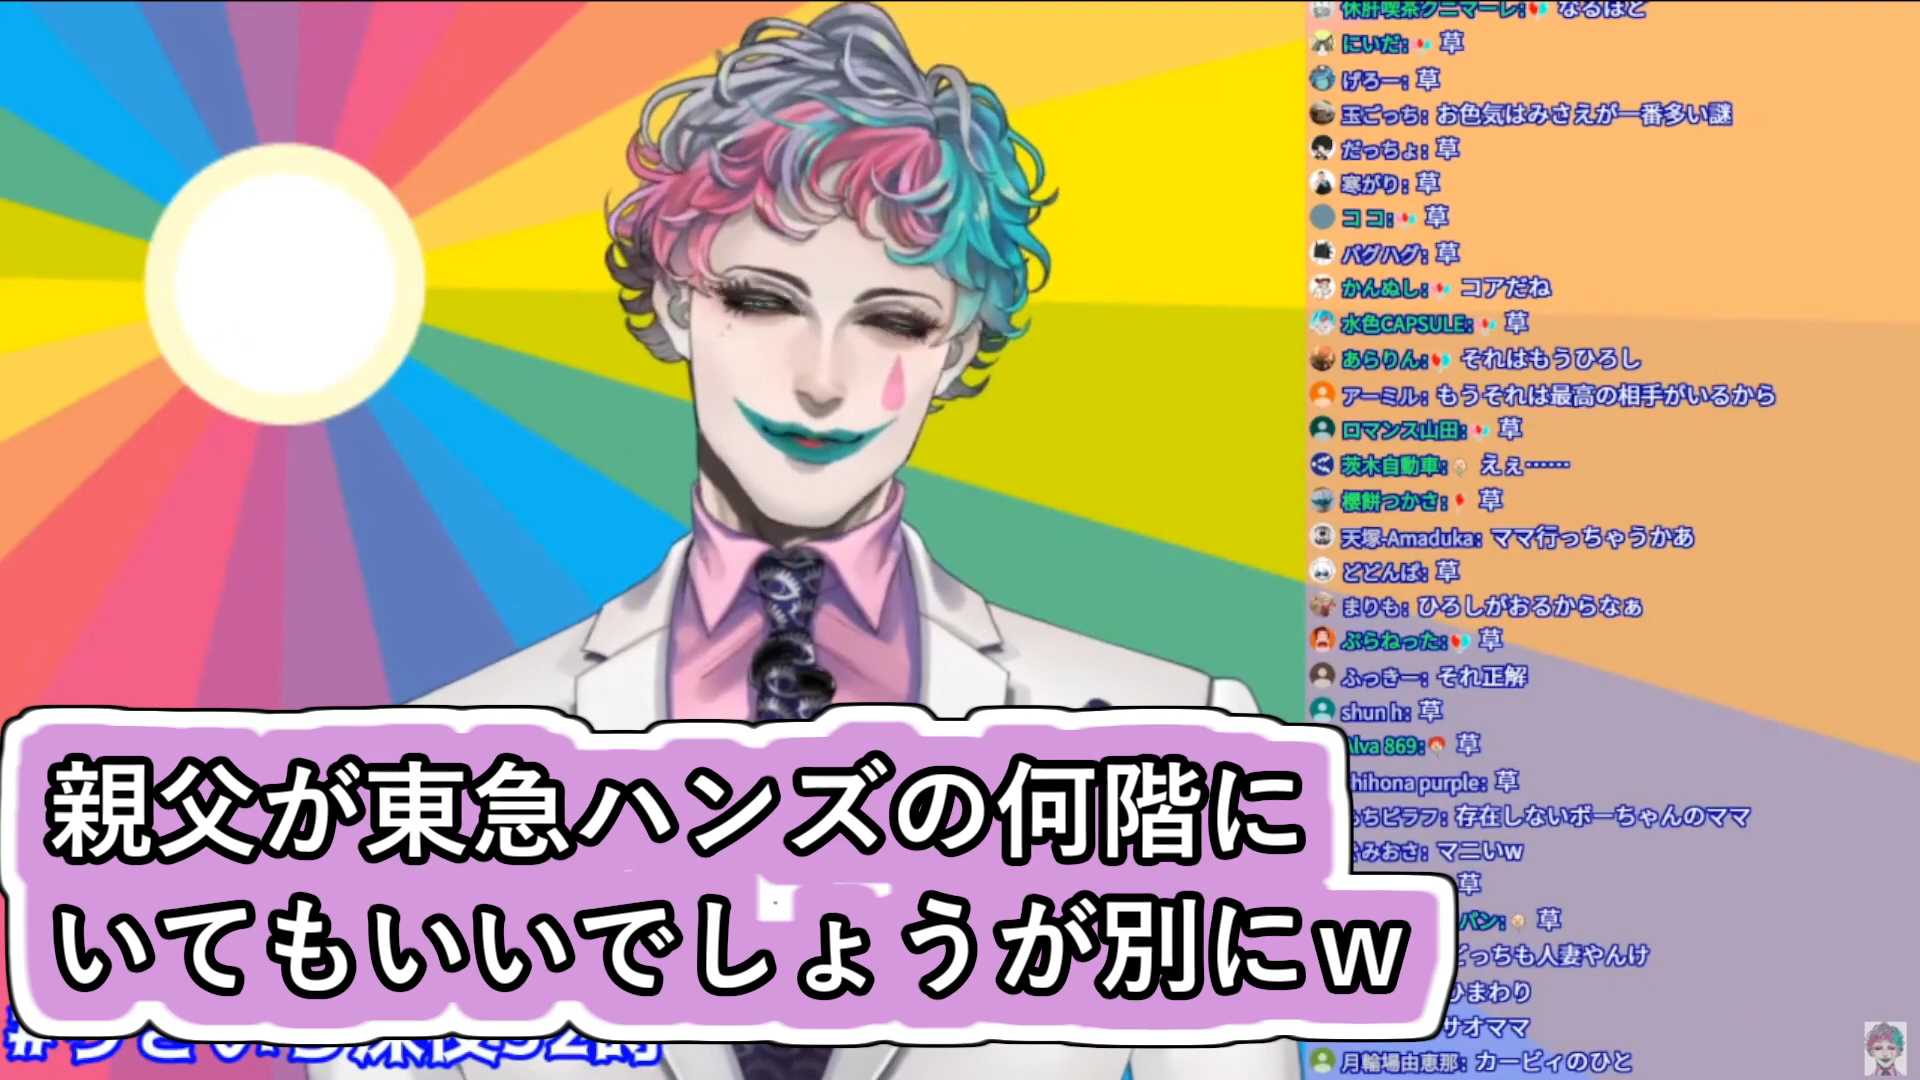 休肝喫茶クニマーレ: なるほど
にいだ: 草
げろー: 草
玉ごっち: お色気はみさえが一番多い謎
だっちょ: 草
寒がり: 草
ココ: 草
バグハグ: 草
かんぬし: コアだね
水色CAPSULE: 草
あらりん: それはもうひろし
アーミル: もうそれは最高の相手がいるから
ロマンス山田: 草
茨木自動車: えぇ……
櫻餅つかさ: 草
天塚-Amaduka: ママ行っちゃうかあ
どどんぱ: 草
まりも: ひろしがおるからなぁ
ぷらねった: 草
ふっきー: それ正解
shun h: 草
Alva 869: 草
hihona purple: 草
ちピラフ: 存在しないボーちゃんのママ
みおさ: マニいw
草
パン: 草
どっちも人妻やんけ
ひまわり
サオママ
月輪場由恵那: カービィのひと
親父が東急ハンズの何階に
いてもいいでしょうが別にｗ